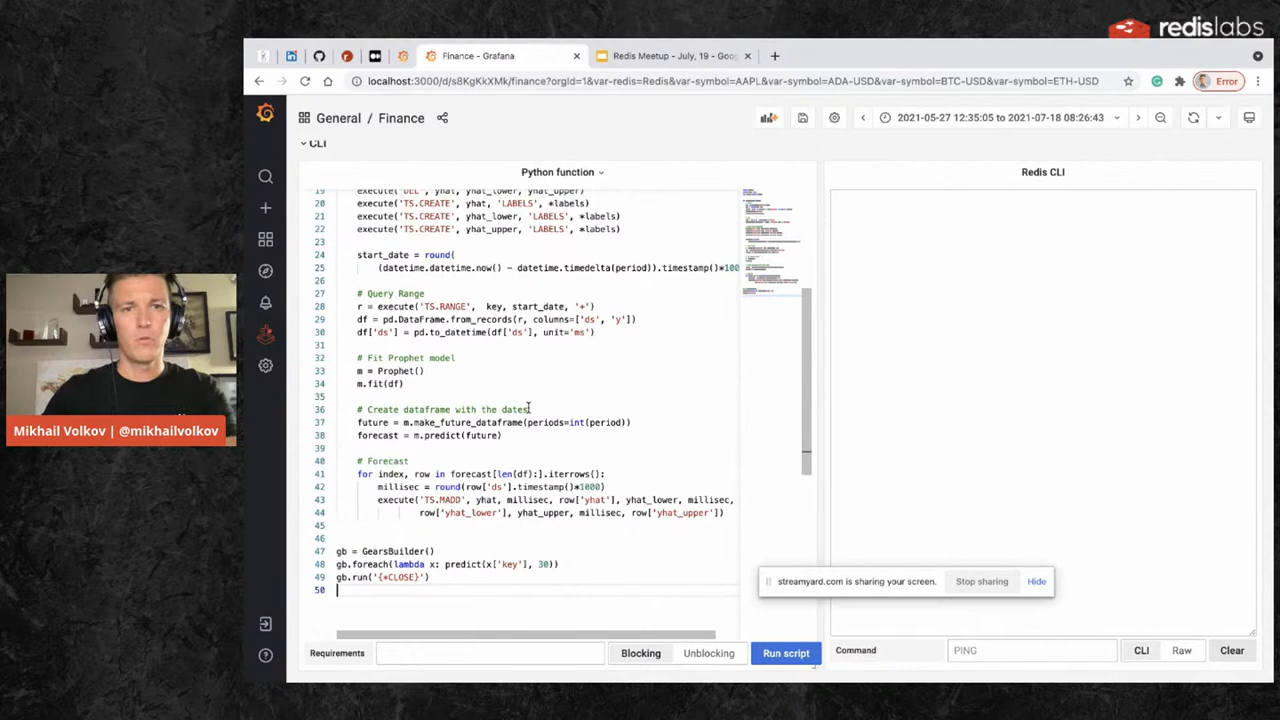 redislabs
Finance - Grafana
Redis Meetup - July, 19 - Goo
localhost:3000/d/s8KgKkXMk/finance?orgId=1&var-redis=Redis&var-symbol=AAPL&var-symbol=ADA-USD&var-symbol=BTC-USD&var-symbol=ETH-USD
Error
General / Finance
2021-05-27 12:35:05 to 2021-07-18 08:26:43
CLI
Python function
Redis CLI
19 execute('DEL', yhat, yhat_lower, yhat_upper)
20 execute('TS.CREATE', yhat, 'LABELS', *labels)
21 execute('TS.CREATE', yhat_lower, 'LABELS', *labels)
22 execute('TS.CREATE', yhat_upper, 'LABELS', *labels)
23
24 start_date = round(
25 (datetime.datetime.now() - datetime.timedelta(period)).timestamp()*100
26
27 # Query Range
28 r = execute('TS.RANGE', key, start_date, '+')
29 df = pd.DataFrame.from_records(r, columns=['ds', 'y'])
30 df['ds'] = pd.to_datetime(df['ds'], unit='ms')
31
32 # Fit Prophet model
33 m = Prophet()
34 m.fit(df)
35
36 # Create dataframe with the dates
37 future = m.make_future_dataframe(periods=int(period))
38 forecast = m.predict(future)
39
40 # Forecast
41 for index, row in forecast[len(df):].iterrows():
42 millisec = round(row['ds'].timestamp()*1000)
43 execute('TS.MADD', yhat, millisec, row['yhat'], yhat_lower, millisec,
44 row['yhat_lower'], yhat_upper, millisec, row['yhat_upper'])
45
46
47 gb = GearsBuilder()
48 gb.foreach(lambda x: predict(x['key'], 30))
49 gb.run('{*CLOSE}')
50
Mikhail Volkov | @mikhailvolkov
streamyard.com is sharing your screen.
Stop sharing
Hide
Requirements
Blocking
Unblocking
Run script
Command
PING
CLI
Raw
Clear